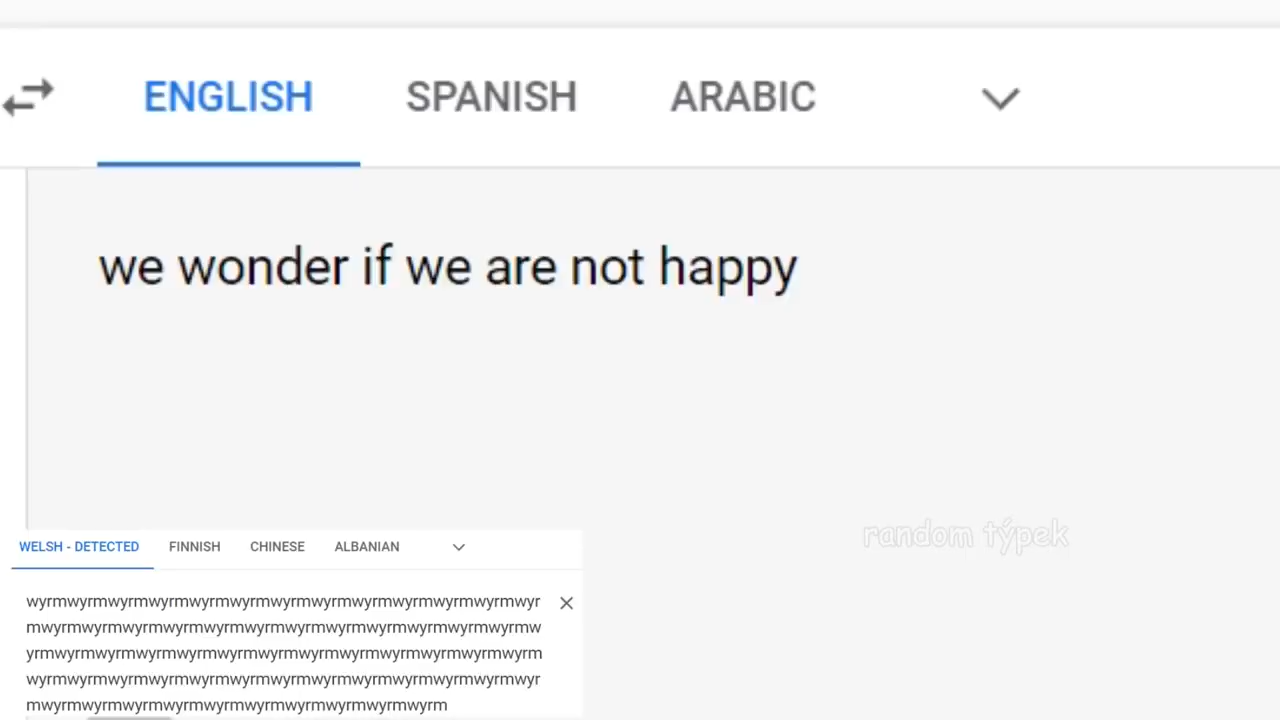 ENGLISH SPANISH ARABIC
we wonder if we are not happy
random týpek
WELSH - DETECTED FINNISH CHINESE ALBANIAN
wyrmwyrmwyrmwyrmwyrmwyrmwyrmwyrmwyrmwyrmwyrmwyrmwyr
mwyrmwyrmwyrmwyrmwyrmwyrmwyrmwyrmwyrmwyrmwyrmwyrmw
yrmwyrmwyrmwyrmwyrmwyrmwyrmwyrmwyrmwyrmwyrmwyrmwyrm
wyrmwyrmwyrmwyrmwyrmwyrmwyrmwyrmwyrmwyrmwyrmwyrmwyr
mwyrmwyrmwyrmwyrmwyrmwyrmwyrmwyrmwyrmwyrm